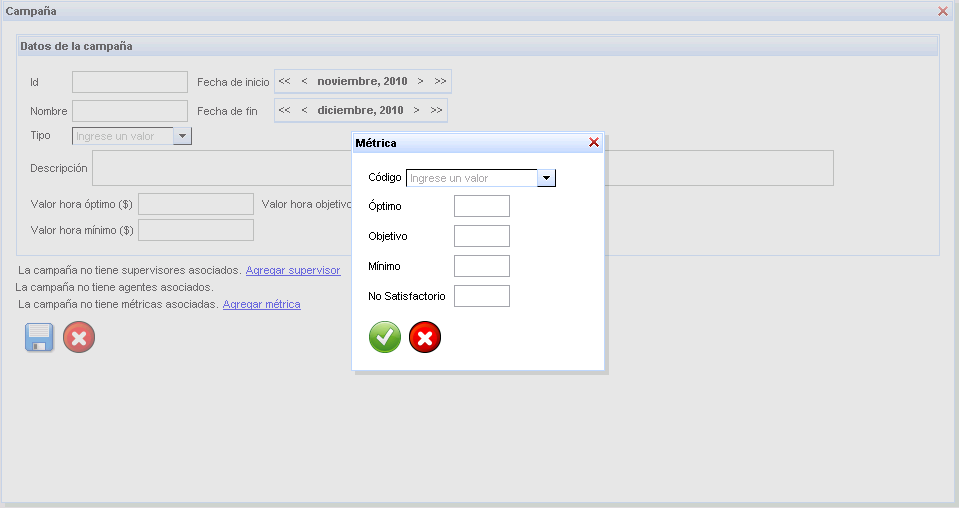 Campaña
Datos de la campaña
Id
Fecha de inicio << < noviembre, 2010 > >>
Nombre
Fecha de fin << < diciembre, 2010 > >>
Tipo Ingrese un valor
Descripción
Valor hora óptimo ($)
Valor hora objetivo
Valor hora mínimo ($)
La campaña no tiene supervisores asociados. Agregar supervisor
La campaña no tiene agentes asociados.
La campaña no tiene métricas asociadas. Agregar métrica
Métrica
Código Ingrese un valor
Óptimo
Objetivo
Mínimo
No Satisfactorio